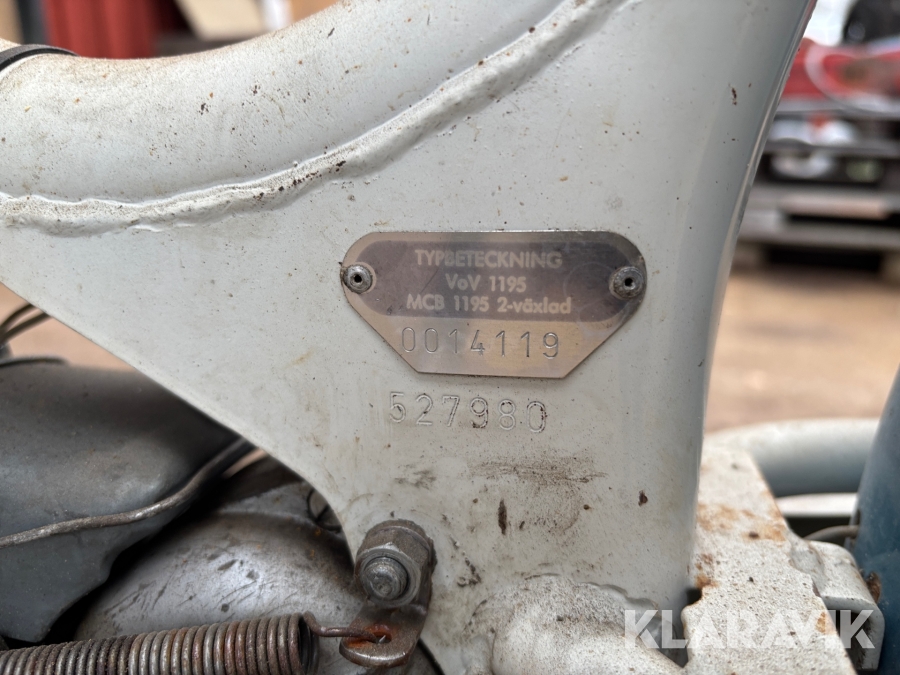 TYPBETECKNING
VoV 1195
MCB 1195 2-växlad
0014119
527980
KLARAVIK